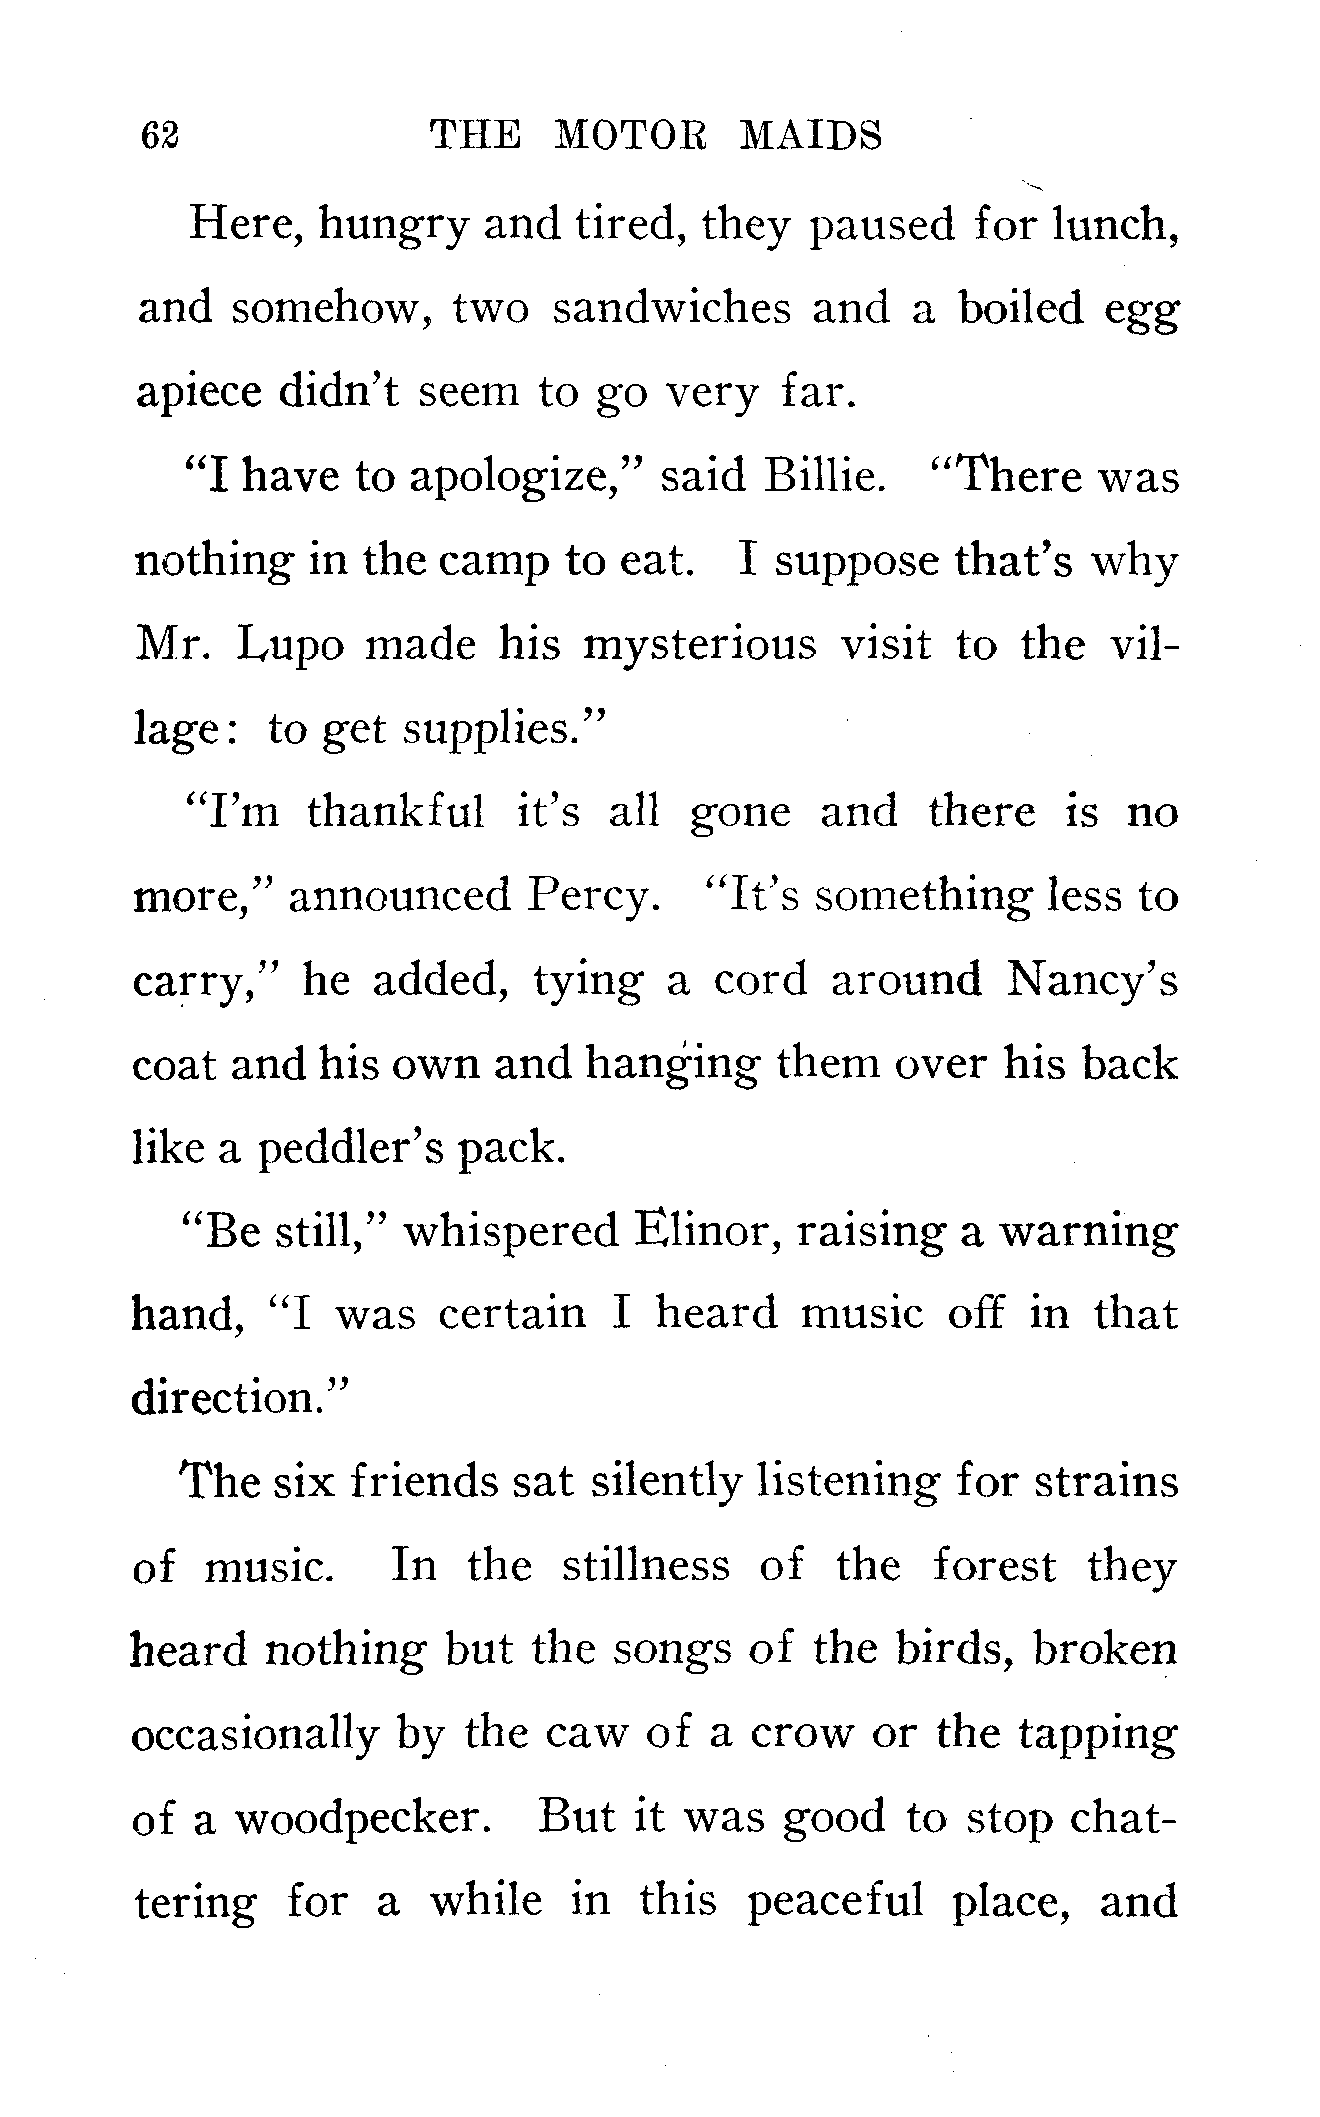 62 THE MOTOR MAIDS
Here, hungry and tired, they paused for lunch,
and somehow, two sandwiches and a boiled egg
apiece didn't seem to go very far.
“I have to apologize,” said Billie. “There was
nothing in the camp to eat. I suppose that's why
Mr. Lupo made his mysterious visit to the vil-
lage: to get supplies.”
“I'm thankful it's all gone and there is no
more,” announced Percy. “It's something less to
carry,” he added, tying a cord around Nancy's
coat and his own and hanging them over his back
like a peddler's pack.
“Be still,” whispered Elinor, raising a warning
hand, “I was certain I heard music off in that
direction.”
The six friends sat silently listening for strains
of music. In the stillness of the forest they
heard nothing but the songs of the birds, broken
occasionally by the caw of a crow or the tapping
of a woodpecker. But it was good to stop chat-
tering for a while in this peaceful place, and